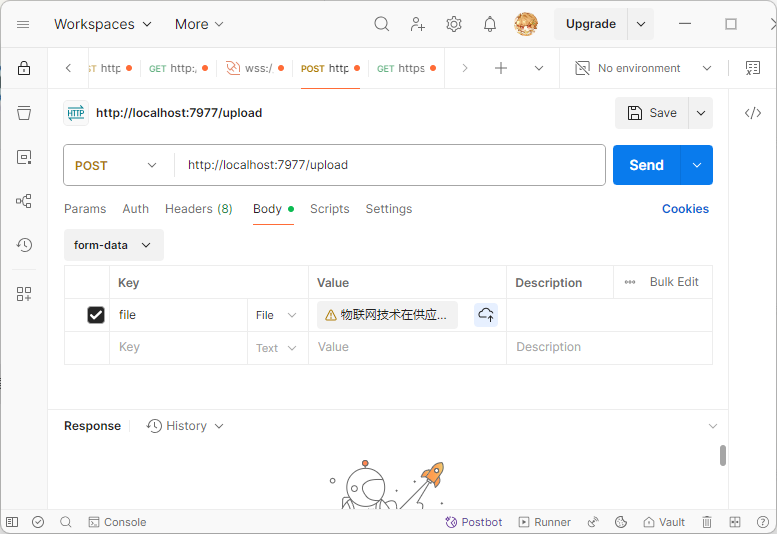 Workspaces More Upgrade
ST http GET http:/ wss:/ POST http GET https No environment
HTTP http://localhost:7977/upload Save
POST http://localhost:7977/upload Send
Params Auth Headers (8) Body Scripts Settings Cookies
form-data
Key Value Description Bulk Edit
file File 物联网技术在供应...
Key Text Value Description
Response History
Console Postbot Runner Vault